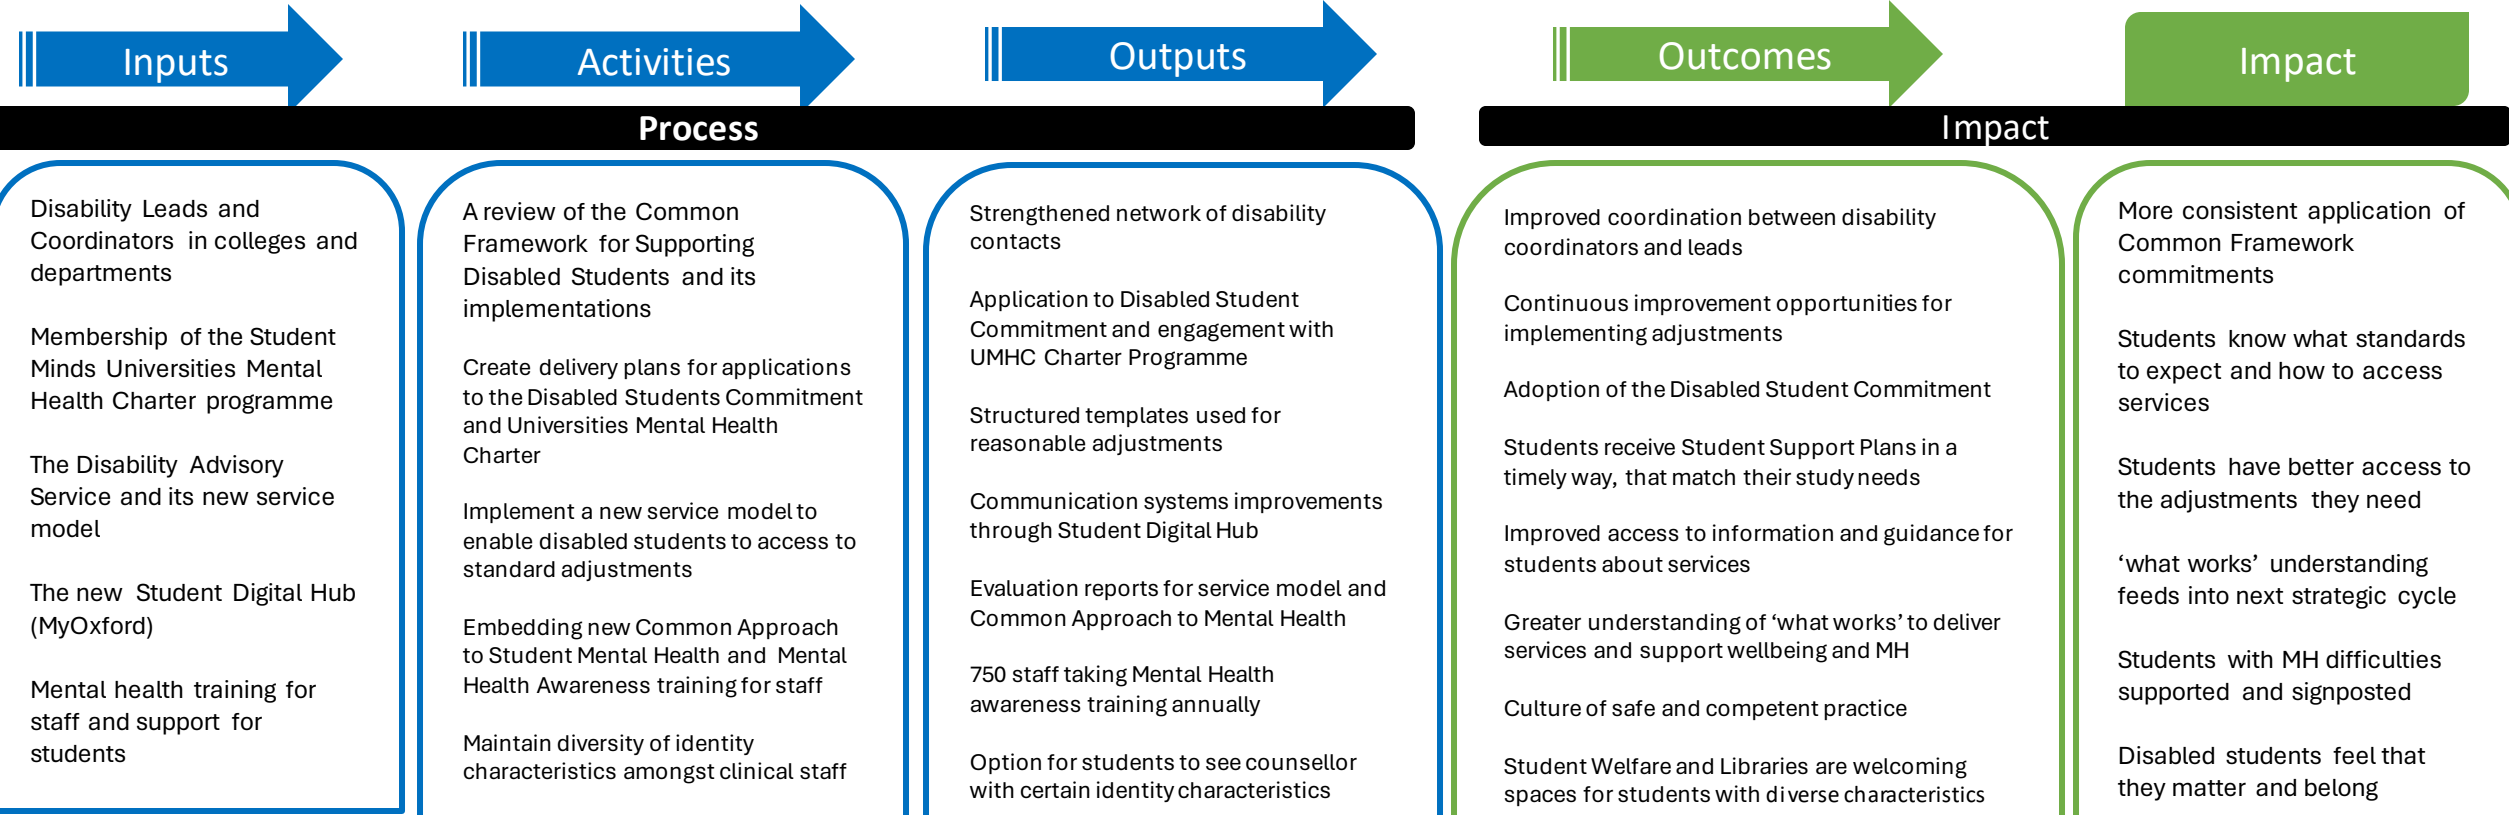 Inputs
Activities
Outputs
Outcomes
Impact
Process
Impact
Disability Leads and
Coordinators in colleges and
departments
Membership of the Student
Minds Universities Mental
Health Charter programme
The Disability Advisory
Service and its new service
model
The new Student Digital Hub
(MyOxford)
Mental health training for
staff and support for
students
A review of the Common
Framework for Supporting
Disabled Students and its
implementations
Create delivery plans for applications
to the Disabled Students Commitment
and Universities Mental Health
Charter
Implement a new service model to
enable disabled students to access to
standard adjustments
Embedding new Common Approach
to Student Mental Health and Mental
Health Awareness training for staff
Maintain diversity of identity
characteristics amongst clinical staff
Strengthened network of disability
contacts
Application to Disabled Student
Commitment and engagement with
UMHC Charter Programme
Structured templates used for
reasonable adjustments
Communication systems improvements
through Student Digital Hub
Evaluation reports for service model and
Common Approach to Mental Health
750 staff taking Mental Health
awareness training annually
Option for students to see counsellor
with certain identity characteristics
Improved coordination between disability
coordinators and leads
Continuous improvement opportunities for
implementing adjustments
Adoption of the Disabled Student Commitment
Students receive Student Support Plans in a
timely way, that match their study needs
Improved access to information and guidance for
students about services
Greater understanding of ‘what works’ to deliver
services and support wellbeing and MH
Culture of safe and competent practice
Student Welfare and Libraries are welcoming
spaces for students with diverse characteristics
More consistent application of
Common Framework
commitments
Students know what standards
to expect and how to access
services
Students have better access to
the adjustments they need
‘what works’ understanding
feeds into next strategic cycle
Students with MH difficulties
supported and signposted
Disabled students feel that
they matter and belong